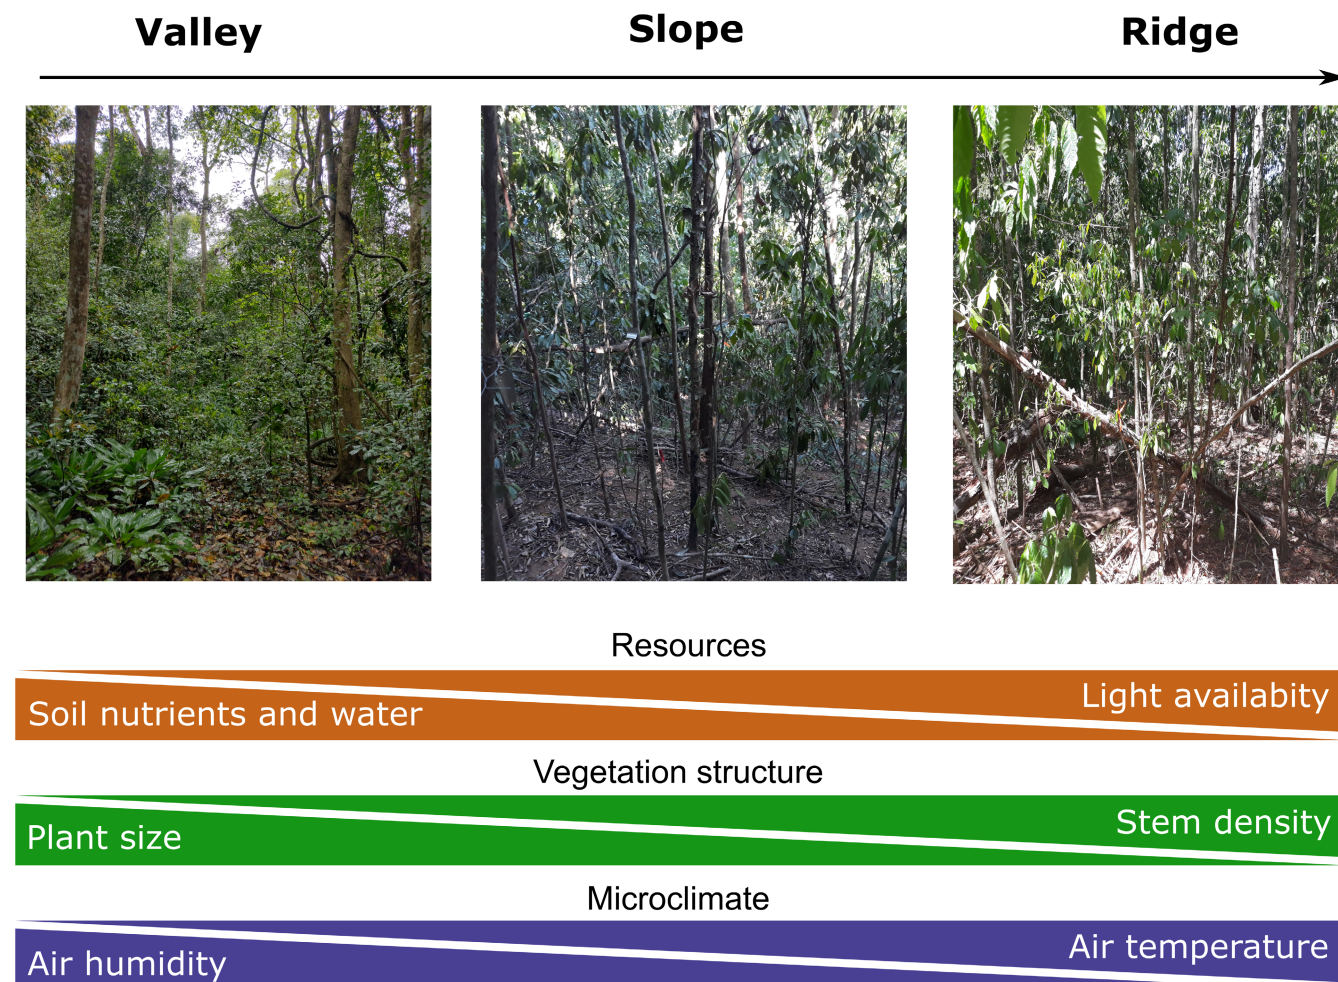 Valley
Slope
Ridge
Resources
Soil nutrients and water
Light availabity
Vegetation structure
Plant size
Stem density
Microclimate
Air humidity
Air temperature